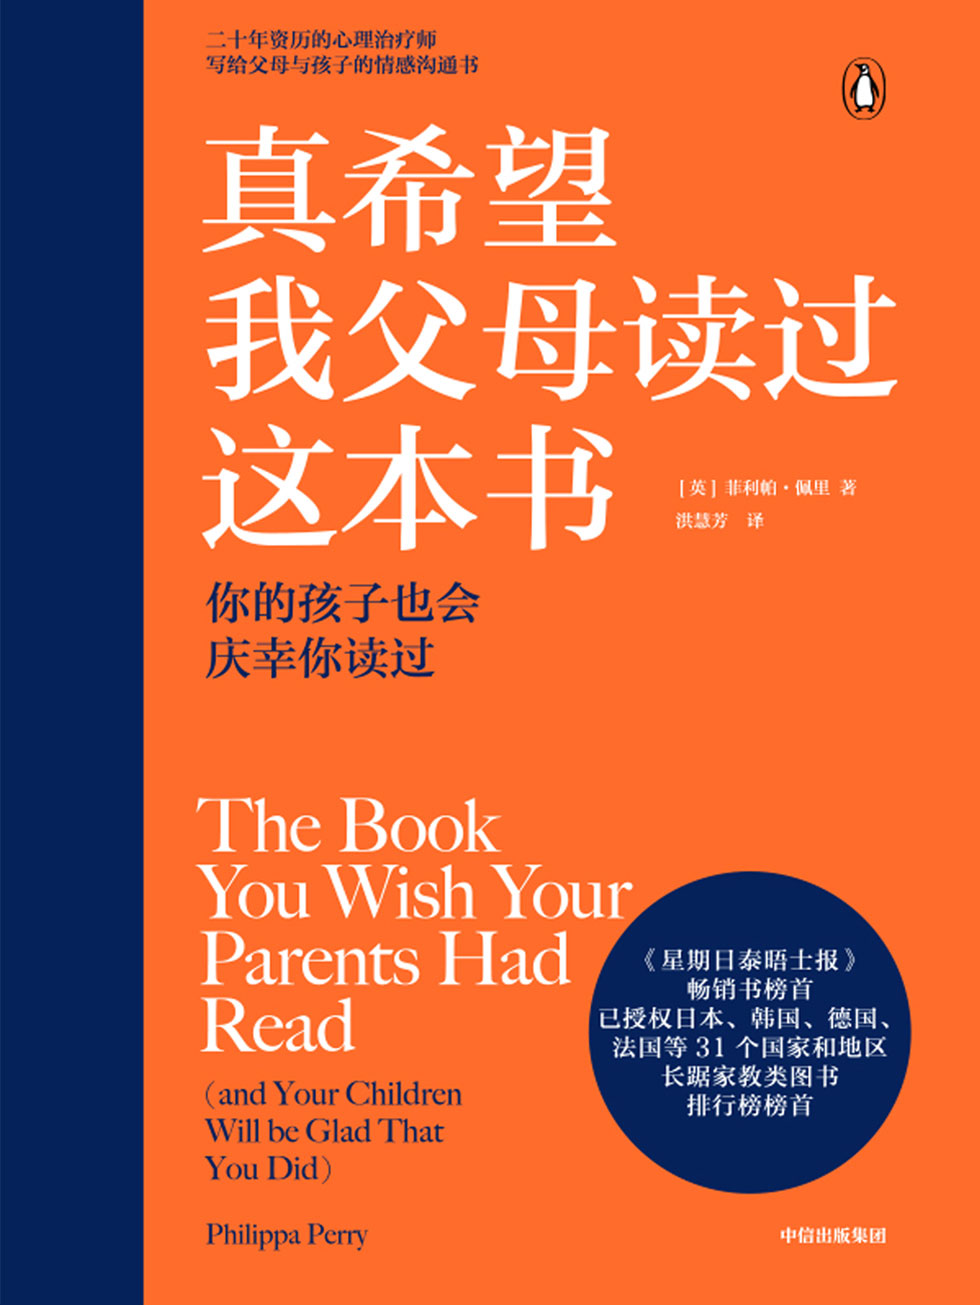 二十年资历的心理治疗师
写给父母与孩子的情感沟通书
真希望
我父母读过
这本书
[英] 菲利帕·佩里 著
洪慧芳 译
你的孩子也会
庆幸你读过
The Book
You Wish Your
Parents Had
Read
(and Your Children
Will be Glad That
You Did)
Philippa Perry
《星期日泰晤士报》
畅销书榜首
已授权日本、韩国、德国、
法国等 31 个国家和地区
长踞家教类图书
排行榜榜首
中信出版集团